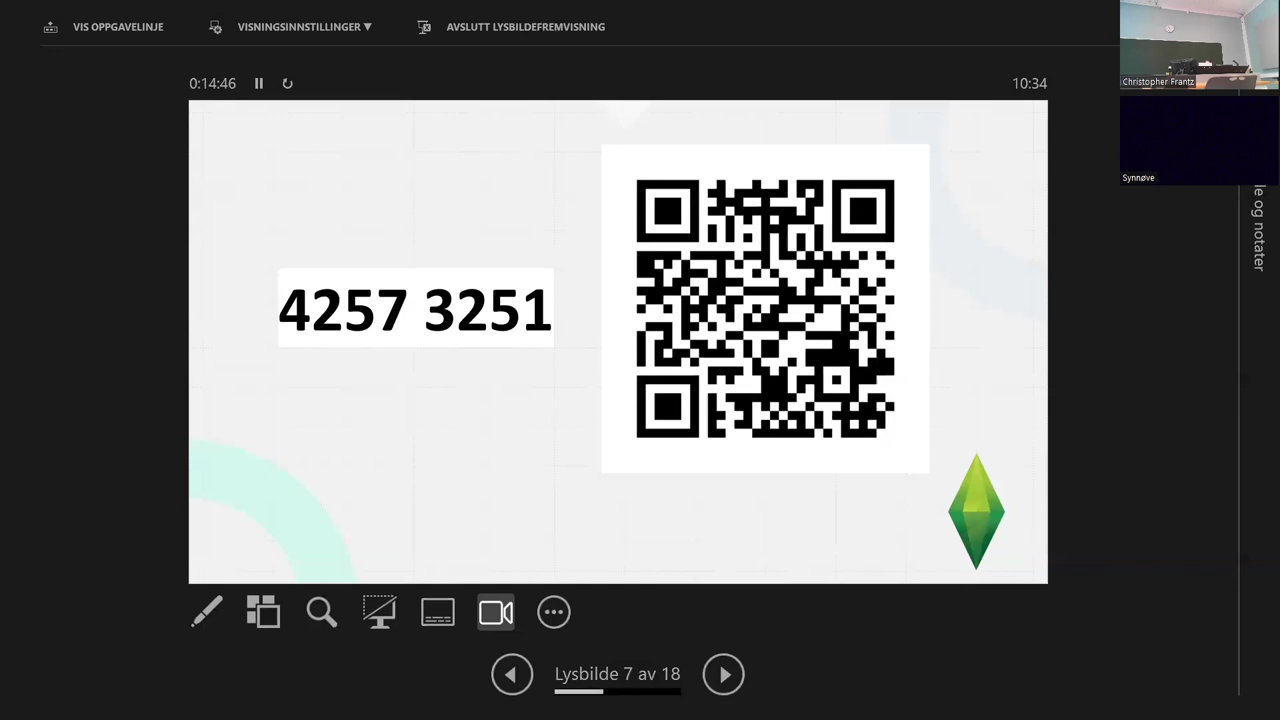 VIS OPPGAVELINJE
VISNINGSINNSTILLINGER
AVSLUTT LYSBILDEFREMVISNING
Christopher Frantz
0:14:46
10:34
Synnøve
le og notater
4257 3251
Lysbilde 7 av 18